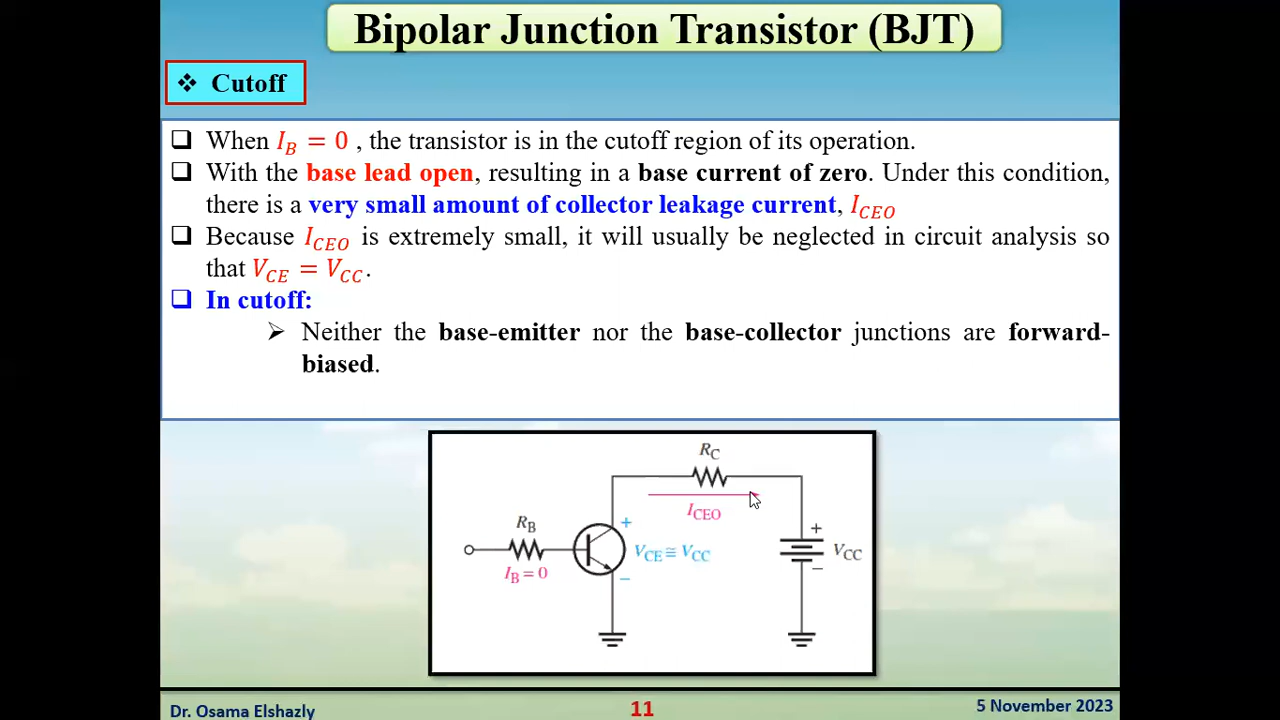 Bipolar Junction Transistor (BJT)
❖ Cutoff
❑ When I_B = 0 , the transistor is in the cutoff region of its operation.
❑ With the base lead open, resulting in a base current of zero. Under this condition,
there is a very small amount of collector leakage current, I_CEO
❑ Because I_CEO is extremely small, it will usually be neglected in circuit analysis so
that V_CE = V_CC.
❑ In cutoff:
➢ Neither the base-emitter nor the base-collector junctions are forward-
biased.
R_C
I_CEO
R_B
I_B = 0
+
V_CE ≅ V_CC
–
+
V_CC
–
Dr. Osama Elshazly
11
5 November 2023